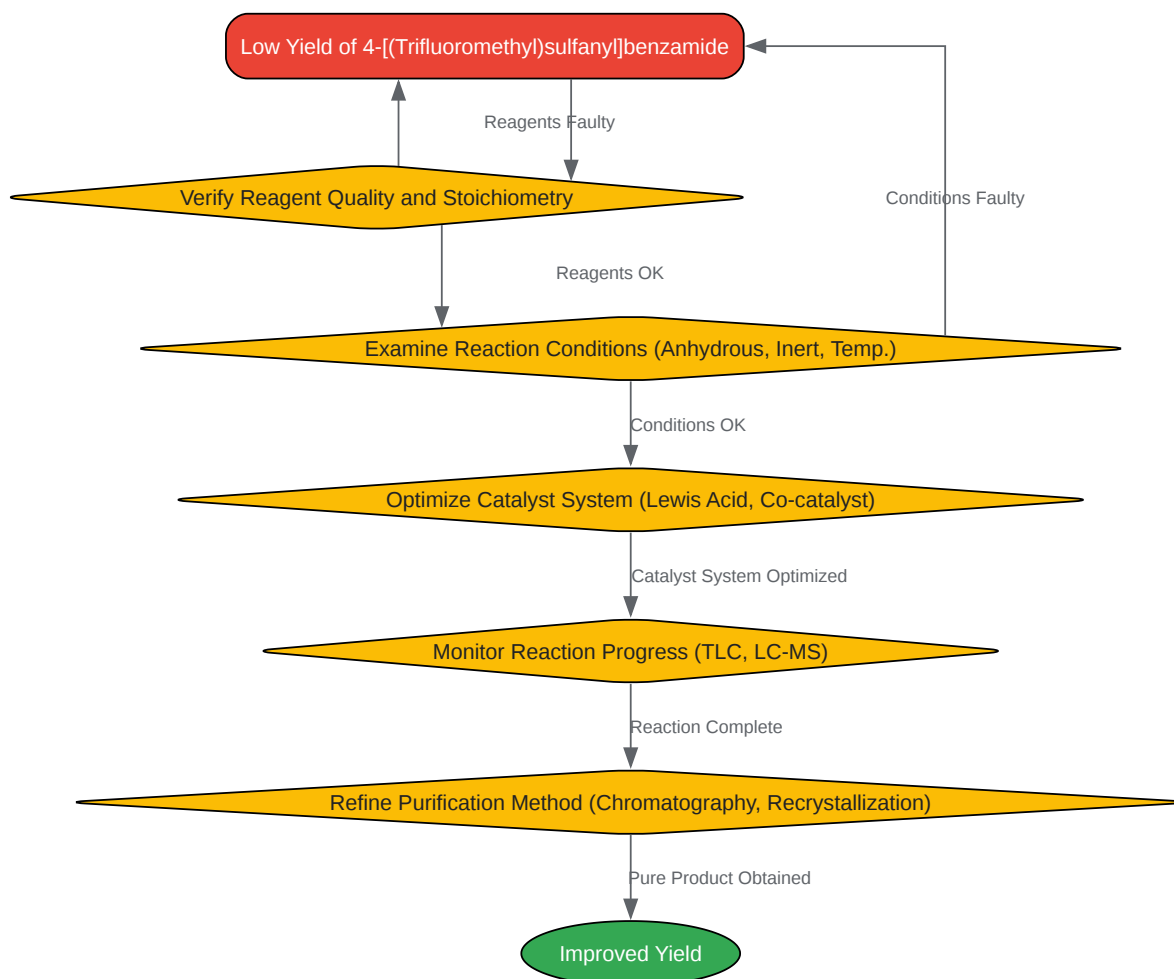 Low Yield of 4-[(Trifluoromethyl)sulfanyl]benzamide
Reagents Faulty
Verify Reagent Quality and Stoichiometry
Conditions Faulty
Reagents OK
Examine Reaction Conditions (Anhydrous, Inert, Temp.)
Conditions OK
Optimize Catalyst System (Lewis Acid, Co-catalyst)
Catalyst System Optimized
Monitor Reaction Progress (TLC, LC-MS)
Reaction Complete
Refine Purification Method (Chromatography, Recrystallization)
Pure Product Obtained
Improved Yield